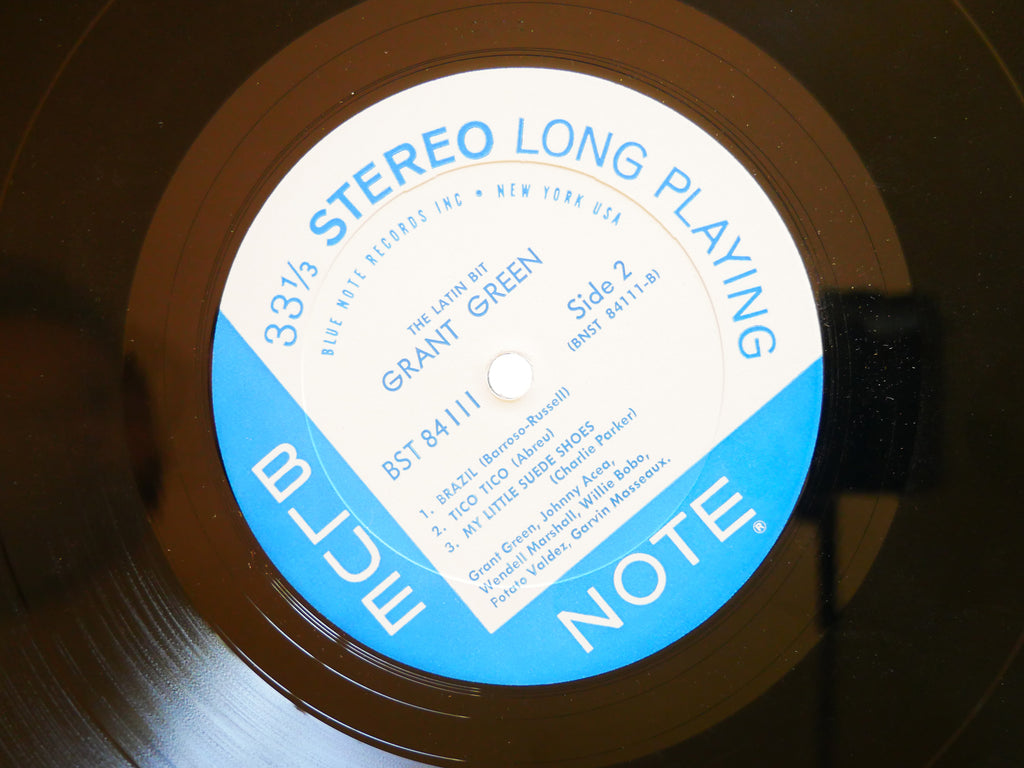 33⅓ STEREO LONG PLAYING
BLUE NOTE RECORDS INC • NEW YORK USA
THE LATIN BIT
GRANT GREEN
Side 2
(BNST 84111-B)
BST 84111
1. BRAZIL (Barroso-Russell)
2. TICO TICO (Abreu)
3. MY LITTLE SUEDE SHOES
(Charlie Parker)
Grant Green, Johnny Acea,
Wendell Marshall, Willie Bobo,
Potato Valdez, Garvin Masseaux.
BLUE
NOTE®